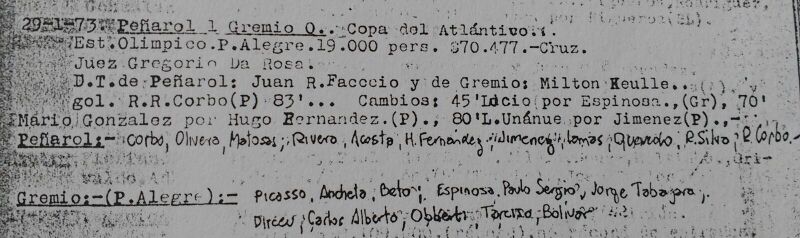 29-1-73. Peñarol 1 Gremio 0.. Copa del Atlántico..
Est.Olimpico.P.Alegre.19.000 pers. $70.477.-Cruz.
Juez Gregorio Da Rosa.
D.T.de Peñarol: Juan R.Faccio y de Gremio: Milton Keulle..
gol. R.R.Corbo(P) 83'... Cambios: 45'Lúcio por Espinosa.,(Gr), 70'
Mario Gonzalez por Hugo Fernandez.(P)., 80'L.Unánue por Jimenez(P).,-
Peñarol:- Corbo, Olivera, Matosas, Rivero, Acosta, H.Fernández, Jimenez, Lamas, Quevedo, R.Silva, R.Corbo-
Gremio:-(P.Alegre):- Picasso, Ancheta, Beto, Espinosa, Paulo Sergio, Jorge Tabajara,
Dirceu, Carlos Alberto, Obberti, Tarciso, Bolivar